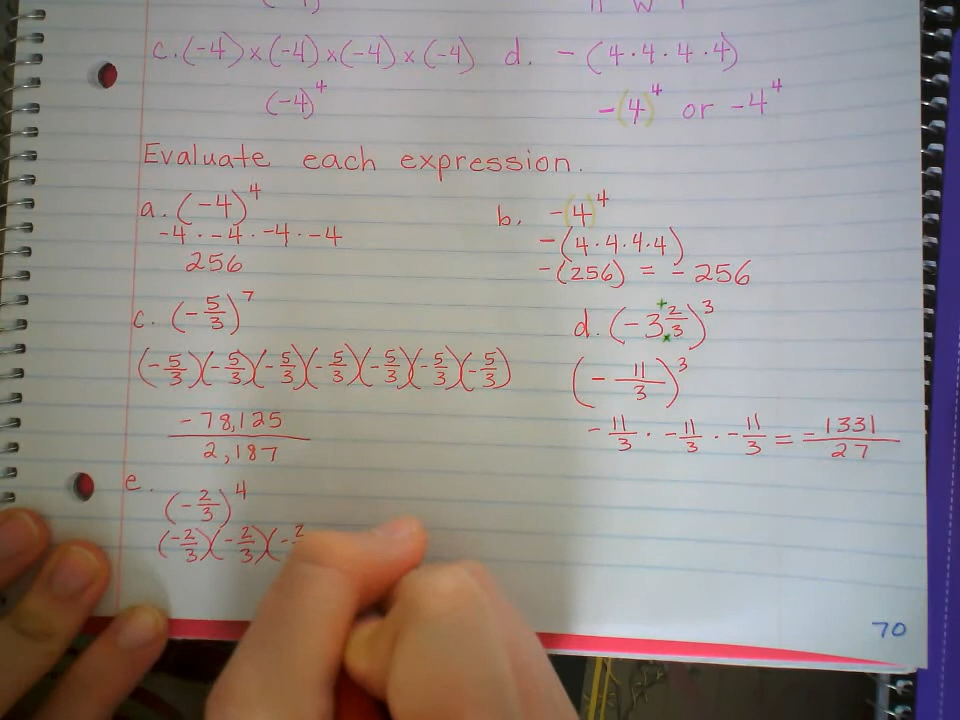 c. (-4) × (-4) × (-4) × (-4)
(-4)^4
d. - (4 · 4 · 4 · 4)
-(4)^4 or -4^4
Evaluate each expression.
a. (-4)^4
-4 · -4 · -4 · -4
256
b. -(4)^4
-(4 · 4 · 4 · 4)
-(256) = - 256
c. (-5/3)^7
(-5/3)(-5/3)(-5/3)(-5/3)(-5/3)(-5/3)(-5/3)
-78,125/2,187
d. (-3 2/3)^3
+
×
(-11/3)^3
-11/3 · -11/3 · -11/3 = -1331/27
e.
(-2/3)^4
(-2/3)(-2/3)(-2
70